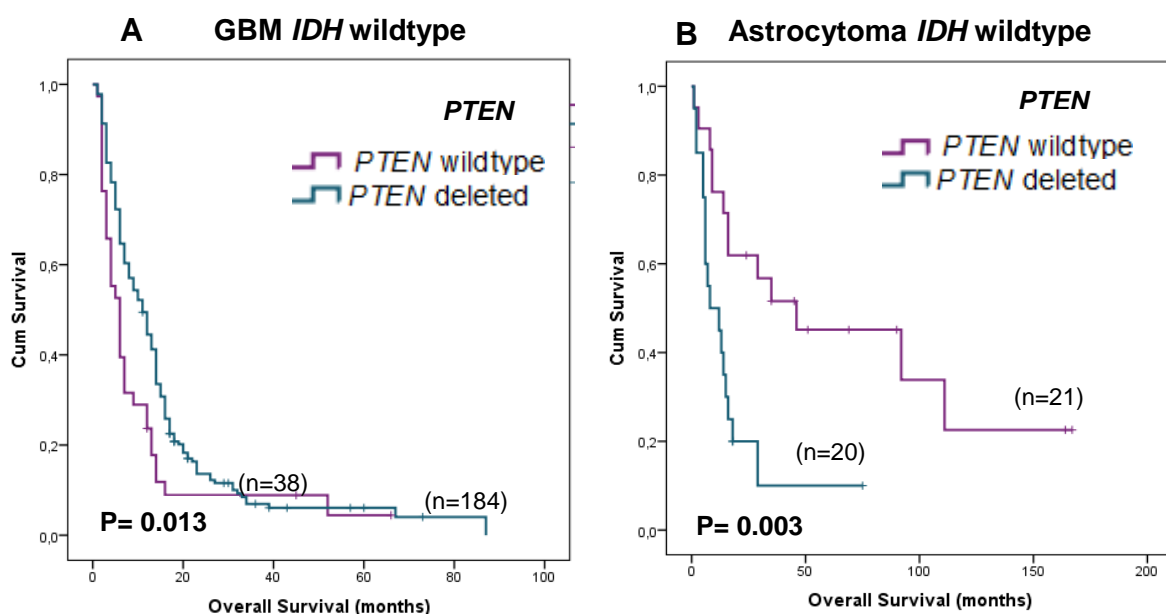 A GBM IDH wildtype
PTEN
PTEN wildtype
PTEN deleted
Cum Survival
1,0
0,8
0,6
0,4
0,2
0,0
(n=38)
(n=184)
P= 0.013
0 20 40 60 80 100
Overall Survival (months)
B Astrocytoma IDH wildtype
PTEN
PTEN wildtype
PTEN deleted
Cum Survival
1,0
0,8
0,6
0,4
0,2
0,0
(n=21)
(n=20)
P= 0.003
0 50 100 150 200
Overall Survival (months)